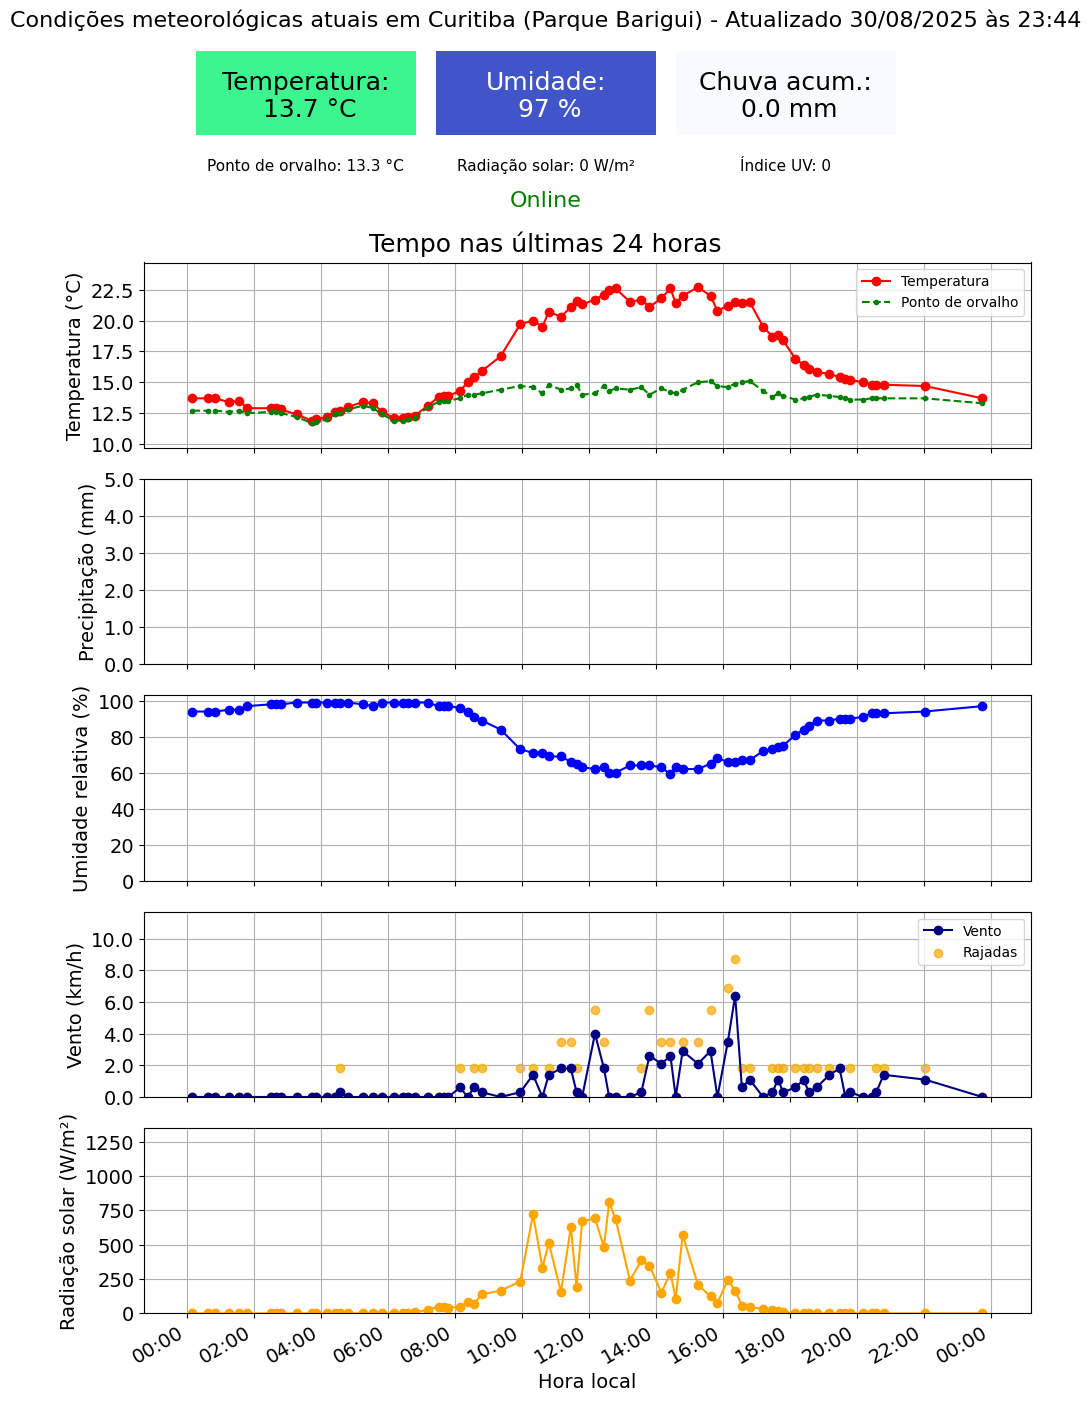 Condições meteorológicas atuais em Curitiba (Parque Barigui) - Atualizado 30/08/2025 às 23:44
Temperatura:
13.7 °C
Umidade:
97 %
Chuva acum.:
0.0 mm
Ponto de orvalho: 13.3 °C
Radiação solar: 0 W/m²
Índice UV: 0
Online
Tempo nas últimas 24 horas
Temperatura (°C)
22.5
20.0
17.5
15.0
12.5
10.0
Temperatura
Ponto de orvalho
Precipitação (mm)
5.0
4.0
3.0
2.0
1.0
0.0
Umidade relativa (%)
100
80
60
40
20
0
Vento (km/h)
10.0
8.0
6.0
4.0
2.0
0.0
Vento
Rajadas
Radiação solar (W/m²)
1250
1000
750
500
250
0
00:00
02:00
04:00
06:00
08:00
10:00
12:00
14:00
16:00
18:00
20:00
22:00
00:00
Hora local